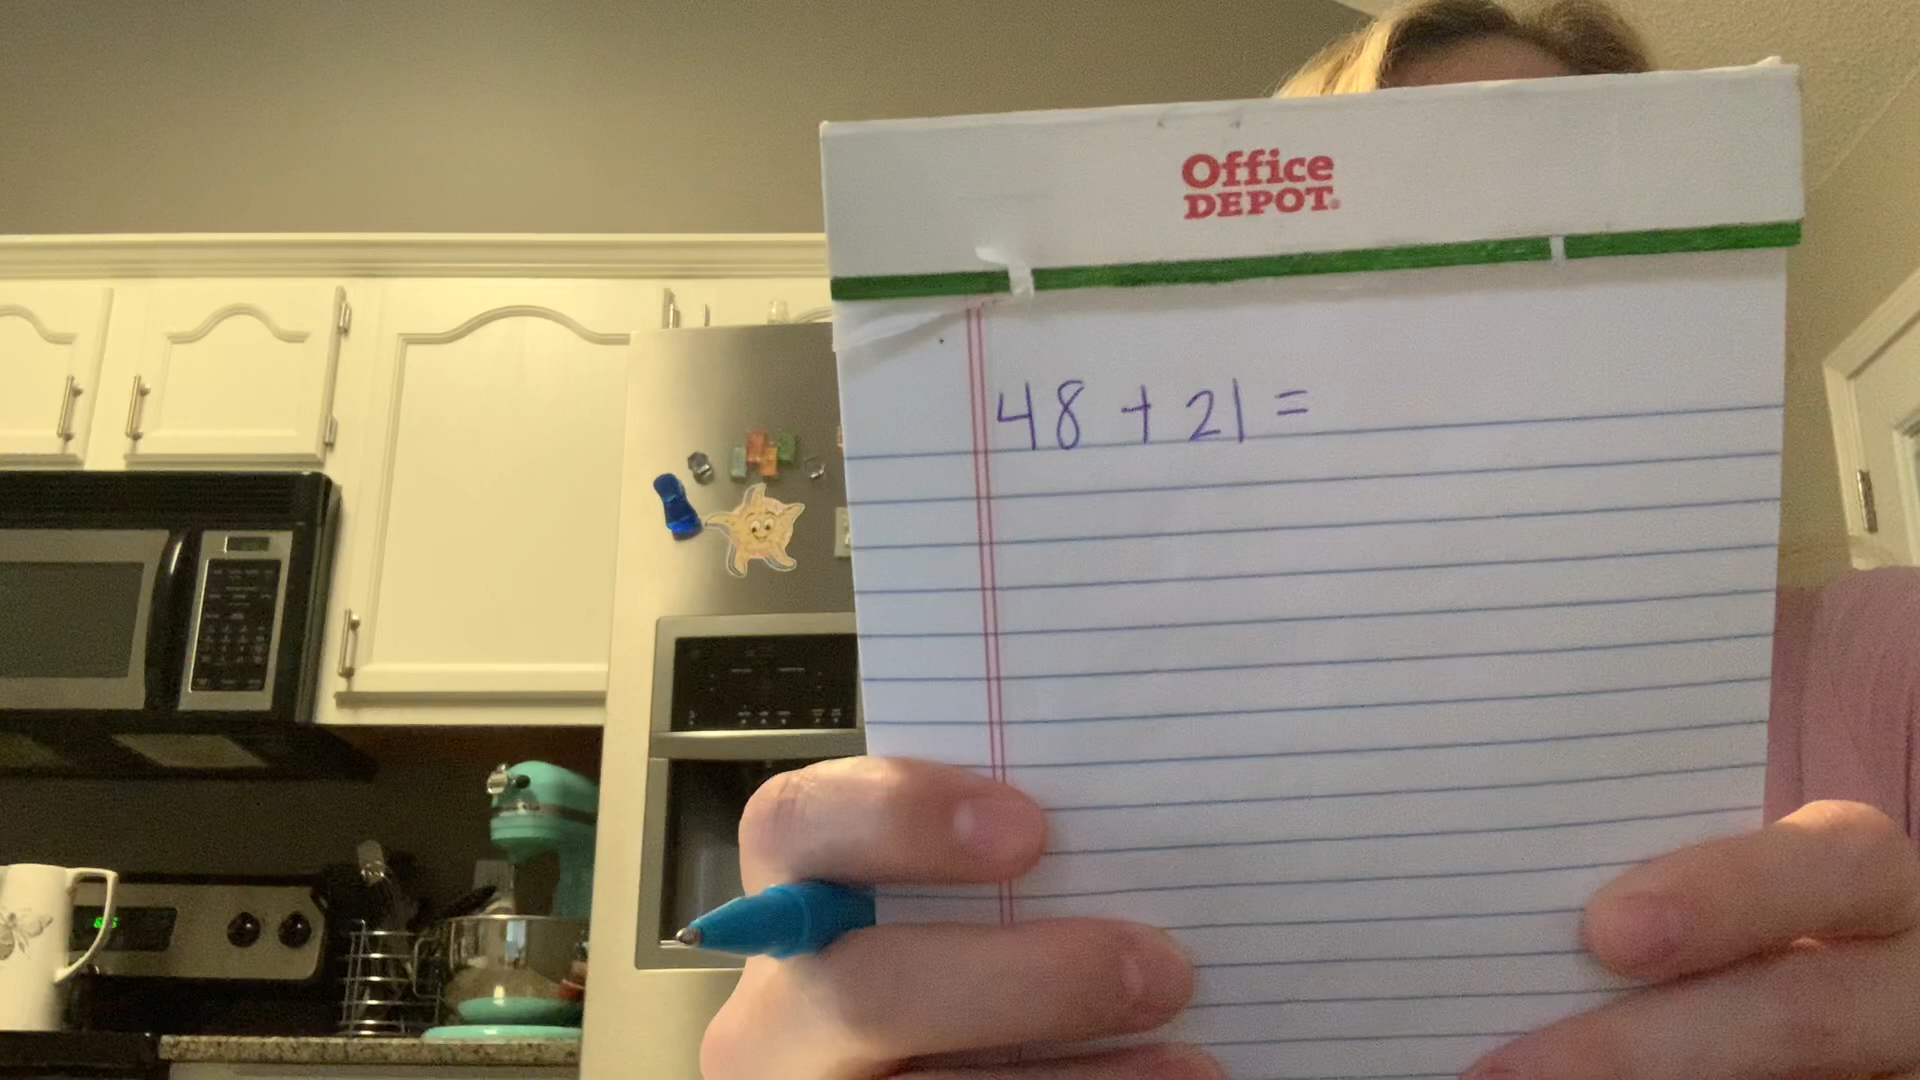 Office
DEPOT
48 + 21 =